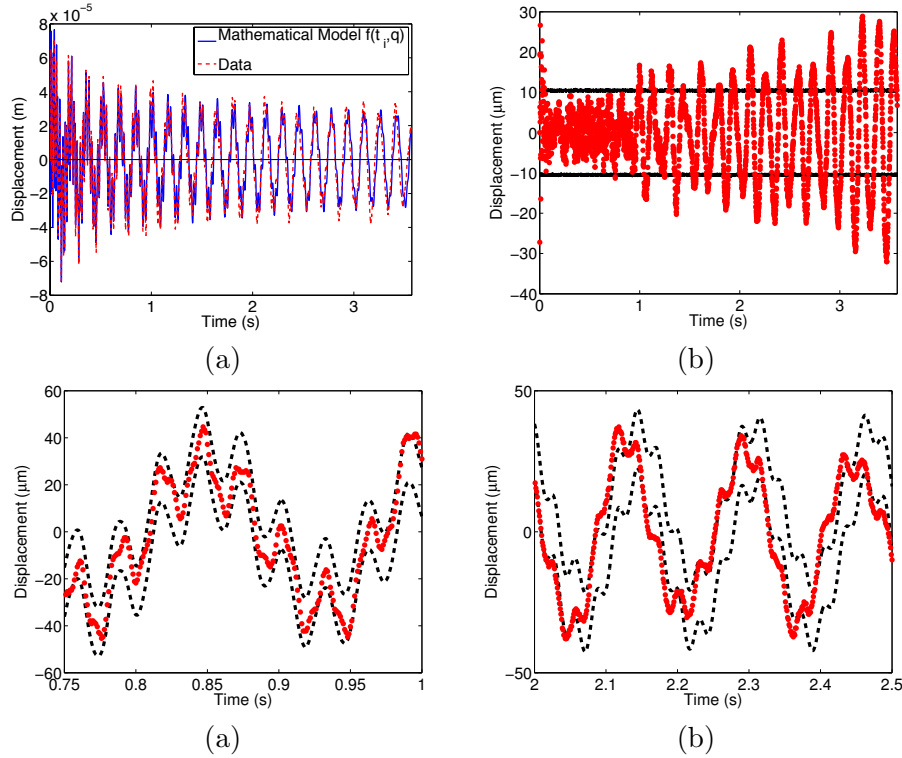 x 10⁻⁵
8
6
4
2
0
−2
−4
−6
−8
Displacement (m)
Mathematical Model f(t_i,q)
Data
0 1 2 3
Time (s)
(a)
30
20
10
0
−10
−20
−30
−40
Displacement (μm)
0 1 2 3
Time (s)
(b)
60
40
20
0
−20
−40
−60
Displacement (μm)
0.75 0.8 0.85 0.9 0.95 1
Time (s)
(a)
50
0
−50
Displacement (μm)
2 2.1 2.2 2.3 2.4 2.5
Time (s)
(b)